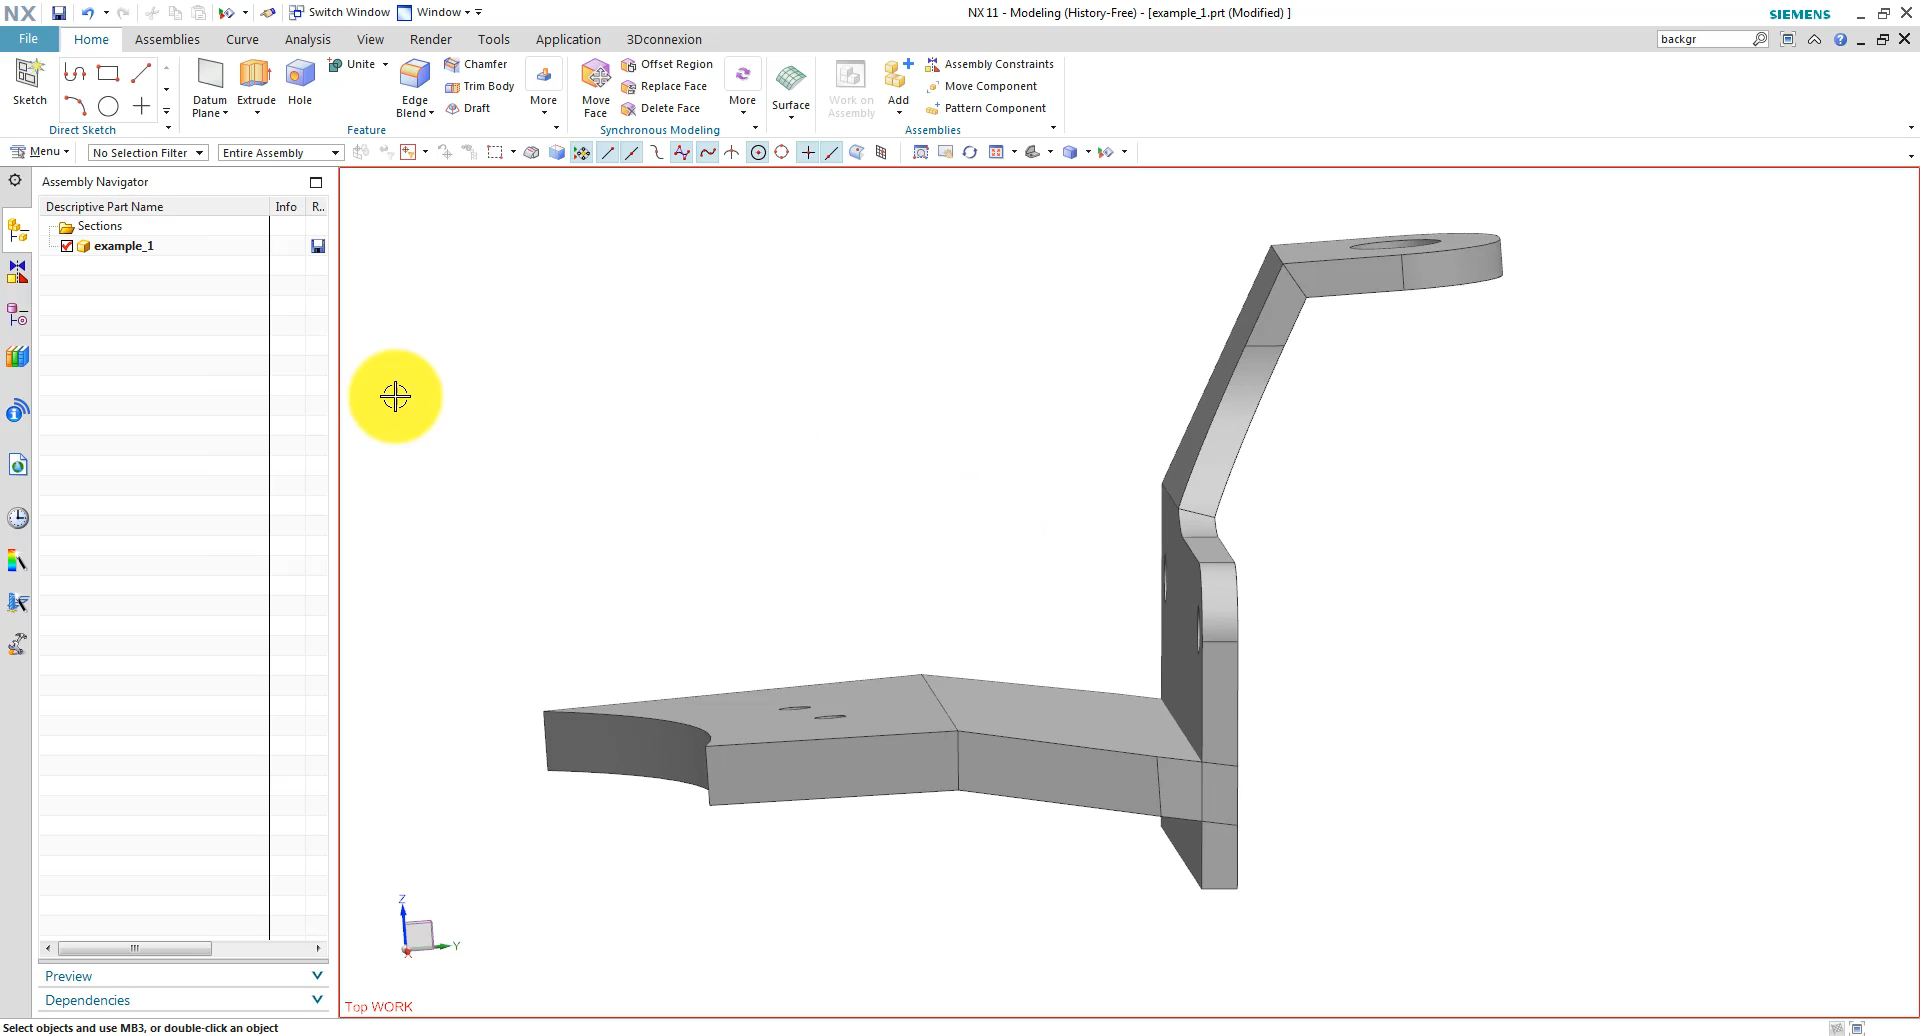 NX Switch Window Window NX 11 - Modeling (History-Free) - [example_1.prt (Modified) ] SIEMENS
File Home Assemblies Curve Analysis View Render Tools Application 3Dconnexion backgr
Sketch
Direct Sketch
Datum Plane
Extrude
Hole
Unite
Edge Blend
Chamfer
Trim Body
Draft
More
Feature
Move Face
Offset Region
Replace Face
Delete Face
More
Synchronous Modeling
Surface
Work on Assembly
Add
Assembly Constraints
Move Component
Pattern Component
Assemblies
Menu No Selection Filter Entire Assembly
Assembly Navigator
Descriptive Part Name Info R..
Sections
example_1
Preview
Dependencies
Z
Y
X
Top WORK
Select objects and use MB3, or double-click an object